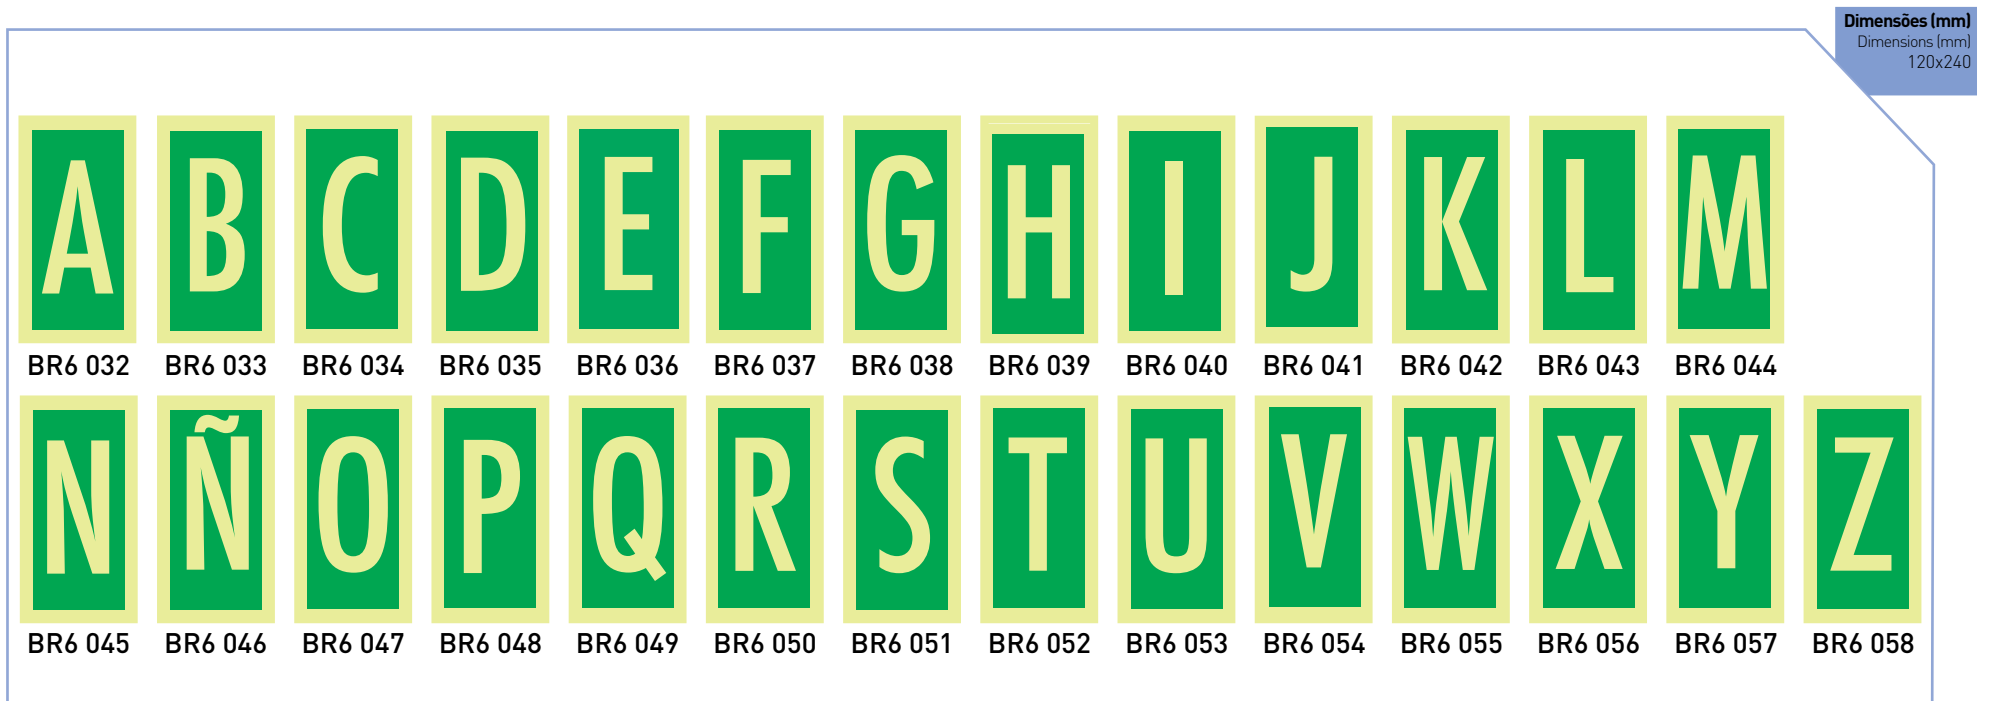 Dimensões (mm)
Dimensions (mm)
120x240
A B C D E F G H I J K L M
BR6 032 BR6 033 BR6 034 BR6 035 BR6 036 BR6 037 BR6 038 BR6 039 BR6 040 BR6 041 BR6 042 BR6 043 BR6 044
N Ñ O P Q R S T U V W X Y Z
BR6 045 BR6 046 BR6 047 BR6 048 BR6 049 BR6 050 BR6 051 BR6 052 BR6 053 BR6 054 BR6 055 BR6 056 BR6 057 BR6 058